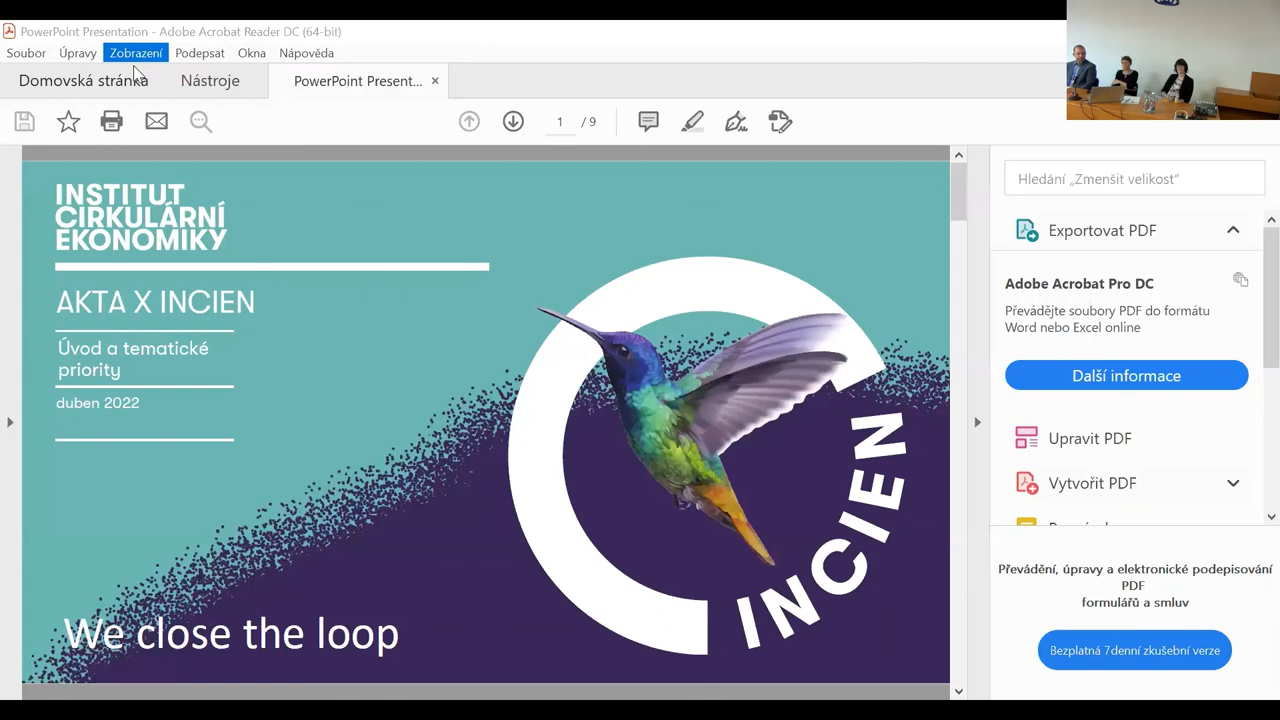 PowerPoint Presentation - Adobe Acrobat Reader DC (64-bit)
Soubor Úpravy Zobrazení Podepsat Okna Nápověda
Domovská stránka Nástroje PowerPoint Present... ×
1 / 9
INSTITUT
CIRKULÁRNÍ
EKONOMIKY
AKTA X INCIEN
Úvod a tematické
priority
duben 2022
We close the loop
INCIEN
Hledání „Zmenšit velikost“
Exportovat PDF
Adobe Acrobat Pro DC
Převádějte soubory PDF do formátu
Word nebo Excel online
Další informace
Upravit PDF
Vytvořit PDF
Převádění, úpravy a elektronické podepisování
PDF
formulářů a smluv
Bezplatná 7denní zkušební verze